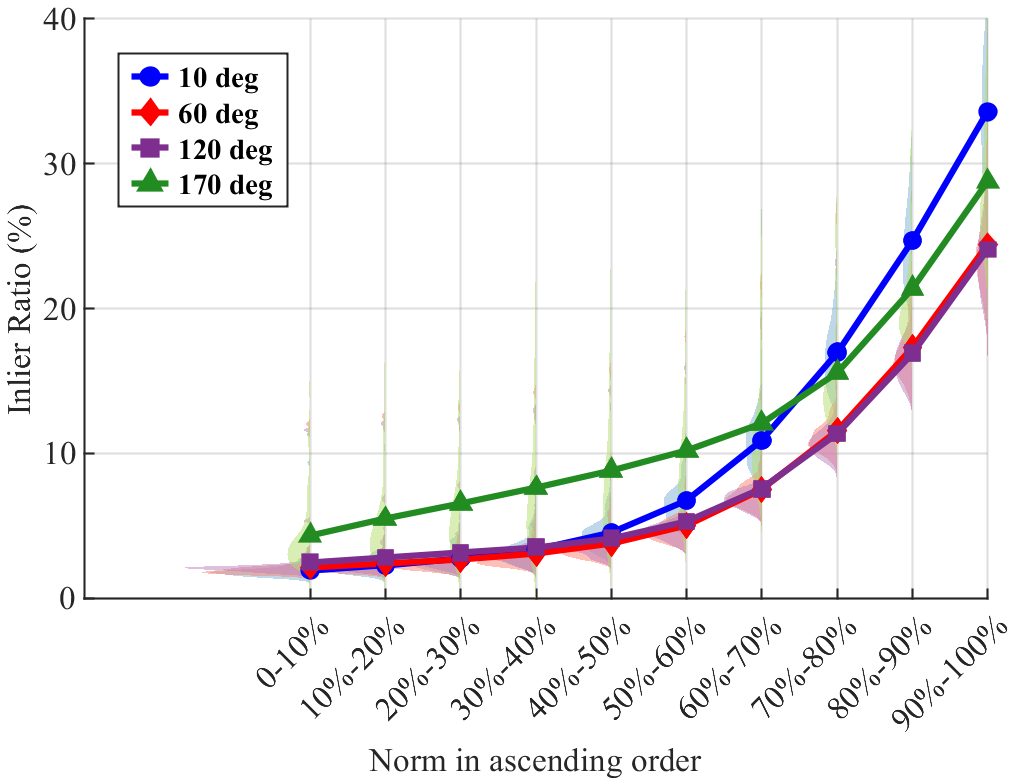 40
30
20
10
0
Inlier Ratio (%)
10 deg
60 deg
120 deg
170 deg
0-10%
10%-20%
20%-30%
30%-40%
40%-50%
50%-60%
60%-70%
70%-80%
80%-90%
90%-100%
Norm in ascending order